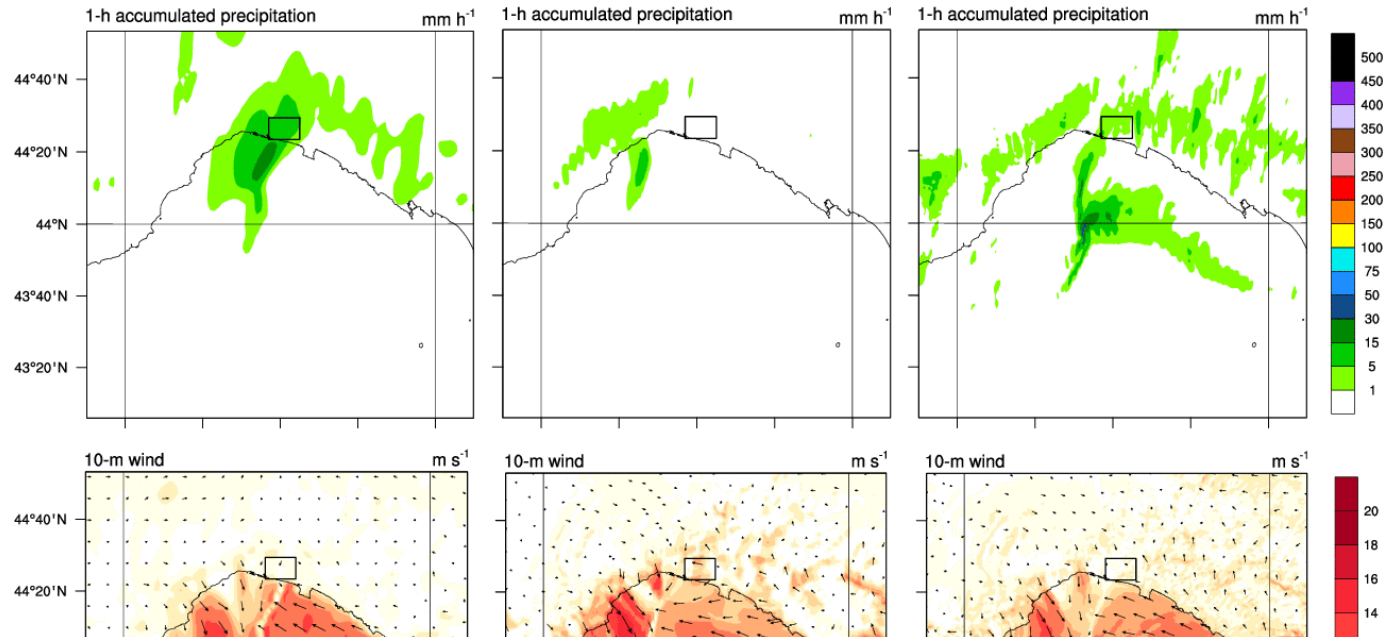 1-h accumulated precipitation mm h-1 1-h accumulated precipitation mm h-1 1-h accumulated precipitation mm h-1
500
44°40'N 450
400
350
44°20'N 300
250
200
44°N 150
100
75
43°40'N 50
30
15
43°20'N 5
1
10-m wind m s-1 10-m wind m s-1 10-m wind m s-1
20
44°40'N
18
16
44°20'N
14